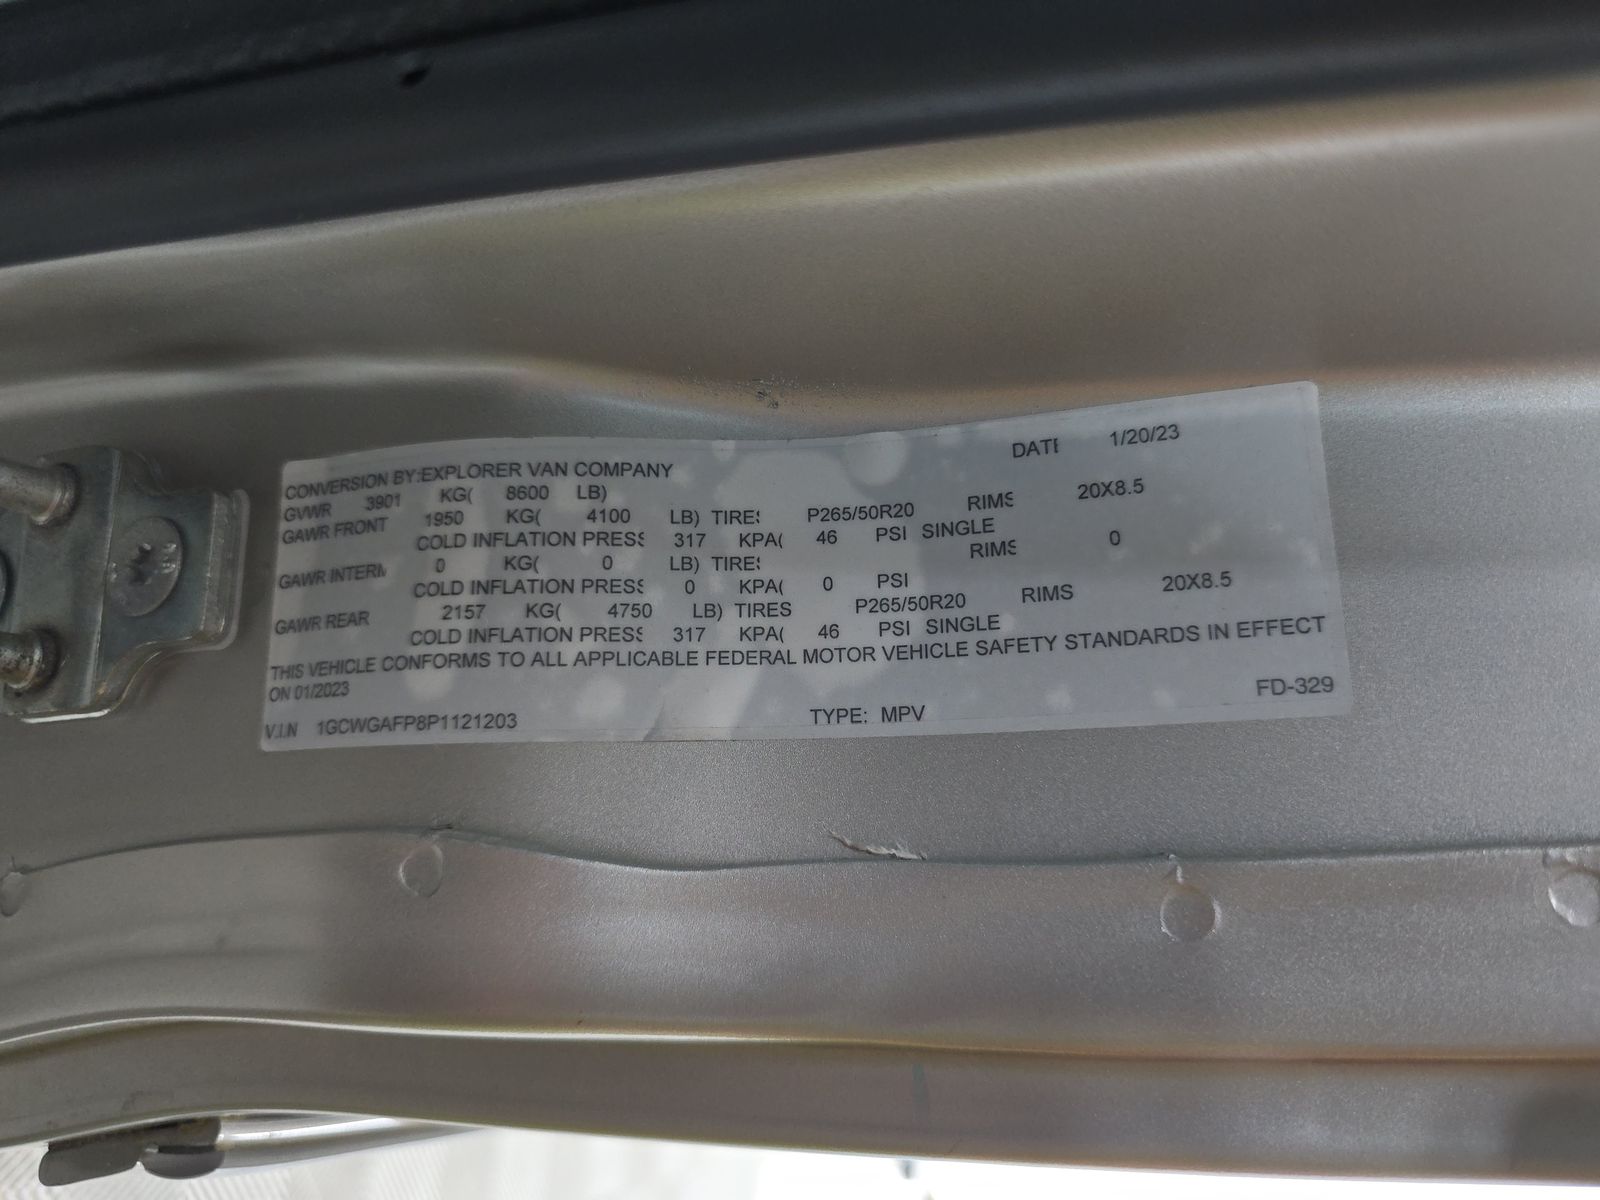 CONVERSION BY:EXPLORER VAN COMPANY DATE 1/20/23
GVWR 3901 KG( 8600 LB)
GAWR FRONT 1950 KG( 4100 LB) TIRES P265/50R20 RIMS 20X8.5
COLD INFLATION PRESS 317 KPA( 46 PSI SINGLE
GAWR INTERM 0 KG( 0 LB) TIRES RIMS 0
COLD INFLATION PRESS 0 KPA( 0 PSI
GAWR REAR 2157 KG( 4750 LB) TIRES P265/50R20 RIMS 20X8.5
COLD INFLATION PRESS 317 KPA( 46 PSI SINGLE
THIS VEHICLE CONFORMS TO ALL APPLICABLE FEDERAL MOTOR VEHICLE SAFETY STANDARDS IN EFFECT
ON 01/2023 FD-329
V.I.N 1GCWGAFP8P1121203 TYPE: MPV